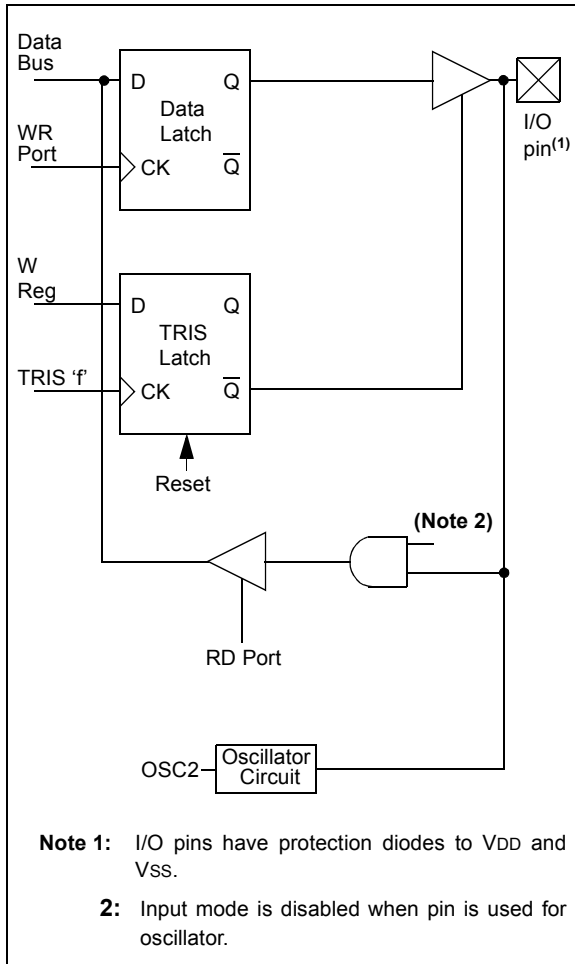 Data
Bus
D
Q
Data
Latch
WR
Port
CK
Q̅
I/O
pin(1)
W
Reg
D
Q
TRIS
Latch
TRIS ‘f’
CK
Q̅
Reset
(Note 2)
RD Port
OSC2
Oscillator
Circuit
Note 1: I/O pins have protection diodes to VDD and
VSS.
2: Input mode is disabled when pin is used for
oscillator.